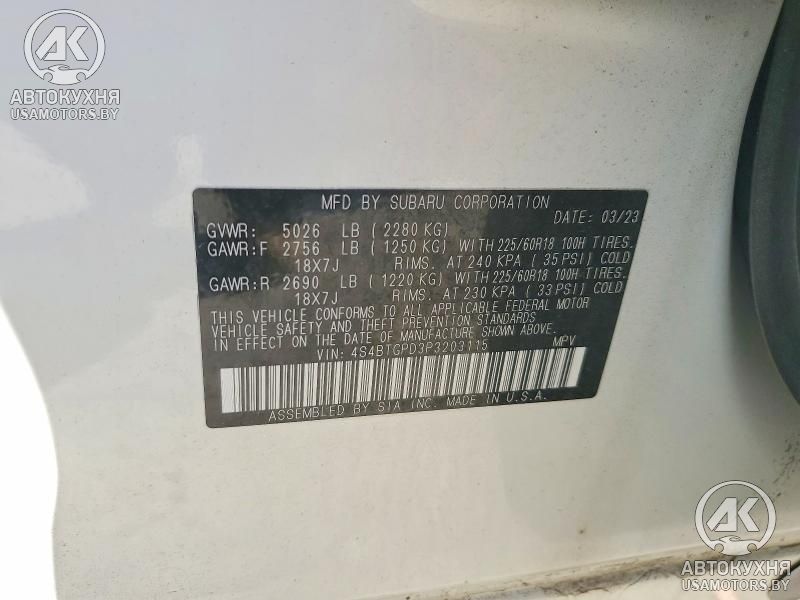 AK
АВТОКУХНЯ
USAMOTORS.BY
MFD BY SUBARU CORPORATION
DATE: 03/23
GVWR: 5026 LB (2280 KG)
GAWR:F 2756 LB (1250 KG) WITH 225/60R18 100H TIRES.
18X7J RIMS. AT 240 KPA (35 PSI) COLD
GAWR:R 2690 LB (1220 KG) WITH 225/60R18 100H TIRES.
18X7J RIMS. AT 230 KPA (33 PSI) COLD
THIS VEHICLE CONFORMS TO ALL APPLICABLE FEDERAL MOTOR
VEHICLE SAFETY AND THEFT PREVENTION STANDARDS
IN EFFECT ON THE DATE OF MANUFACTURE SHOWN ABOVE.
VIN: 4S4BTGPD3P3203115 MPV
ASSEMBLED BY SIA INC. MADE IN U.S.A.
AK
АВТОКУХНЯ
USAMOTORS.BY